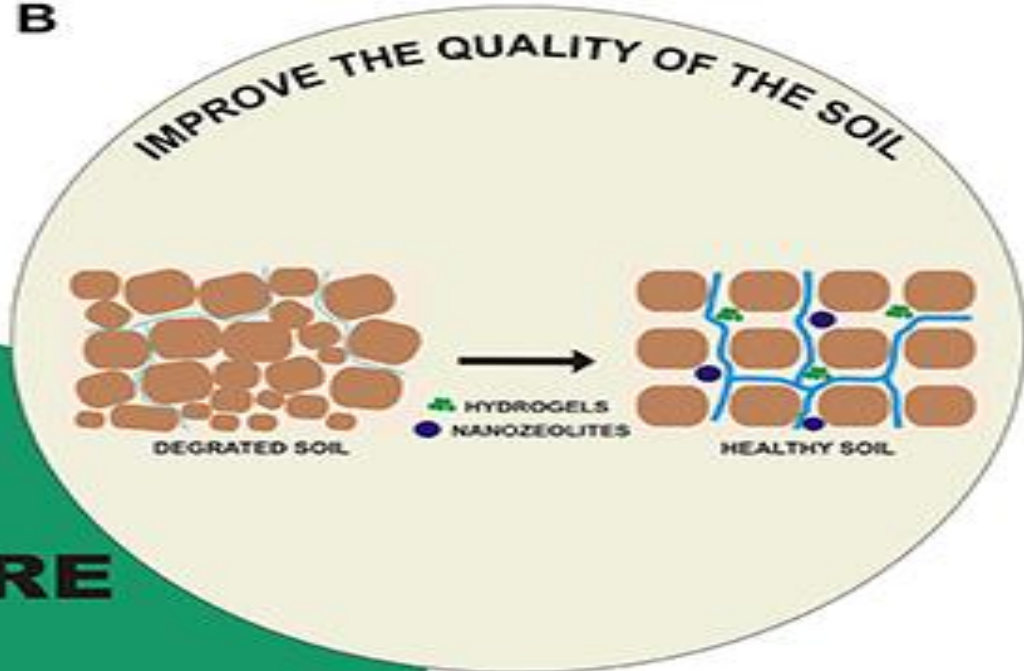 B
IMPROVE THE QUALITY OF THE SOIL
HYDROGELS
NANOZEOLITES
DEGRATED SOIL
HEALTHY SOIL
RE